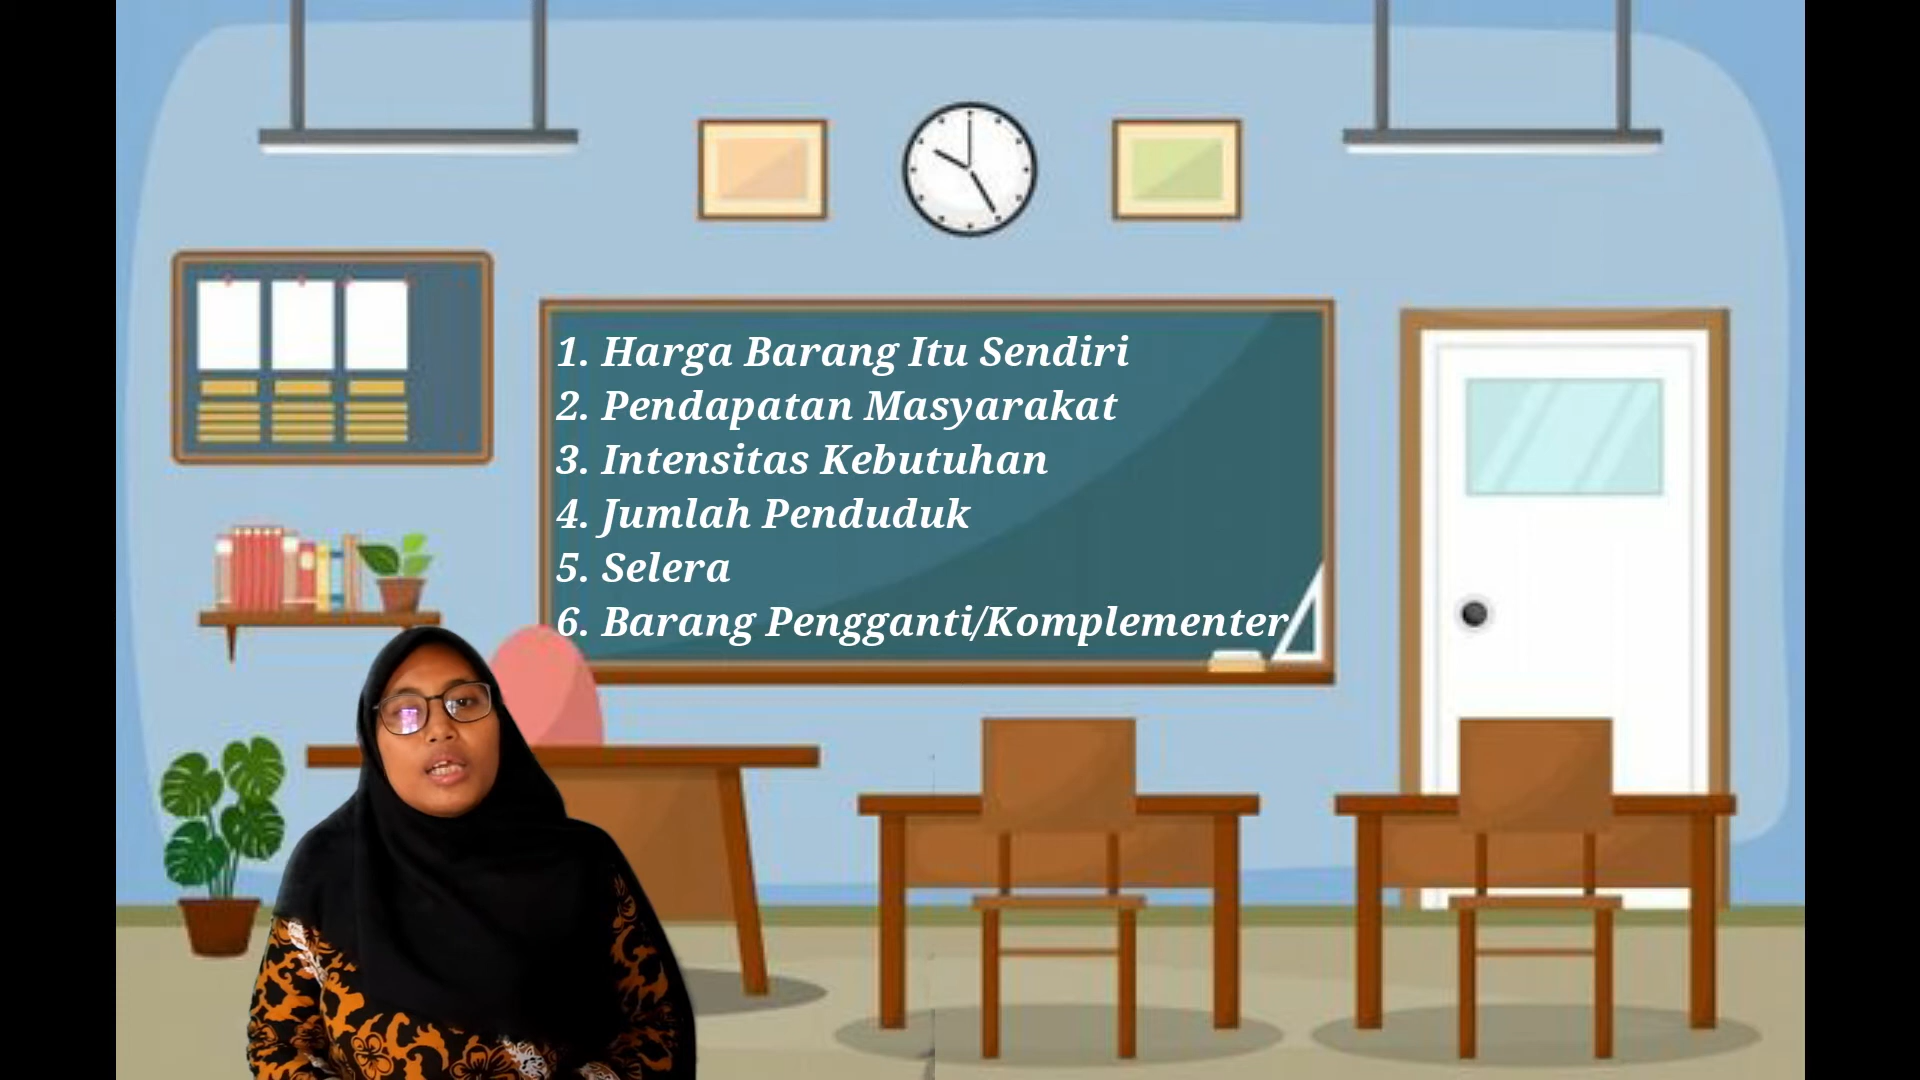 1. Harga Barang Itu Sendiri
2. Pendapatan Masyarakat
3. Intensitas Kebutuhan
4. Jumlah Penduduk
5. Selera
6. Barang Pengganti/Komplementer